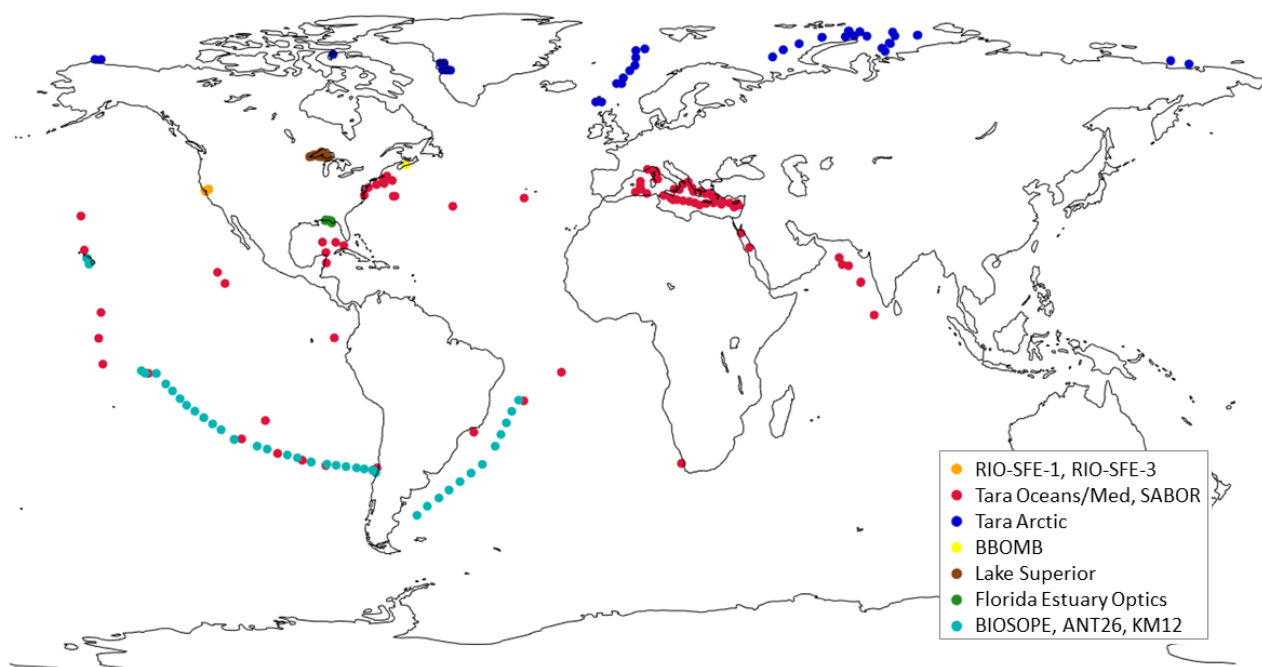 RIO-SFE-1, RIO-SFE-3
Tara Oceans/Med, SABOR
Tara Arctic
BBOMB
Lake Superior
Florida Estuary Optics
BIOSOPE, ANT26, KM12